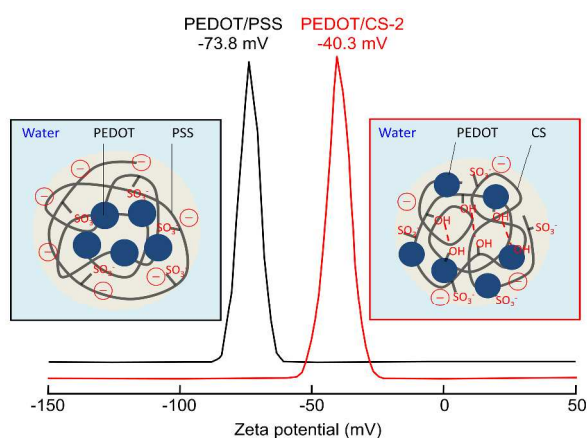 PEDOT/PSS
-73.8 mV
PEDOT/CS-2
-40.3 mV
Water PEDOT PSS
SO₃⁻
SO₃⁻
SO₃⁻
SO₃⁻
SO₃⁻
Water PEDOT CS
SO₃⁻
OH
OH
OH
SO₃⁻
OH
OH
OH
SO₃⁻
SO₃⁻
-150 -100 -50 0 50
Zeta potential (mV)